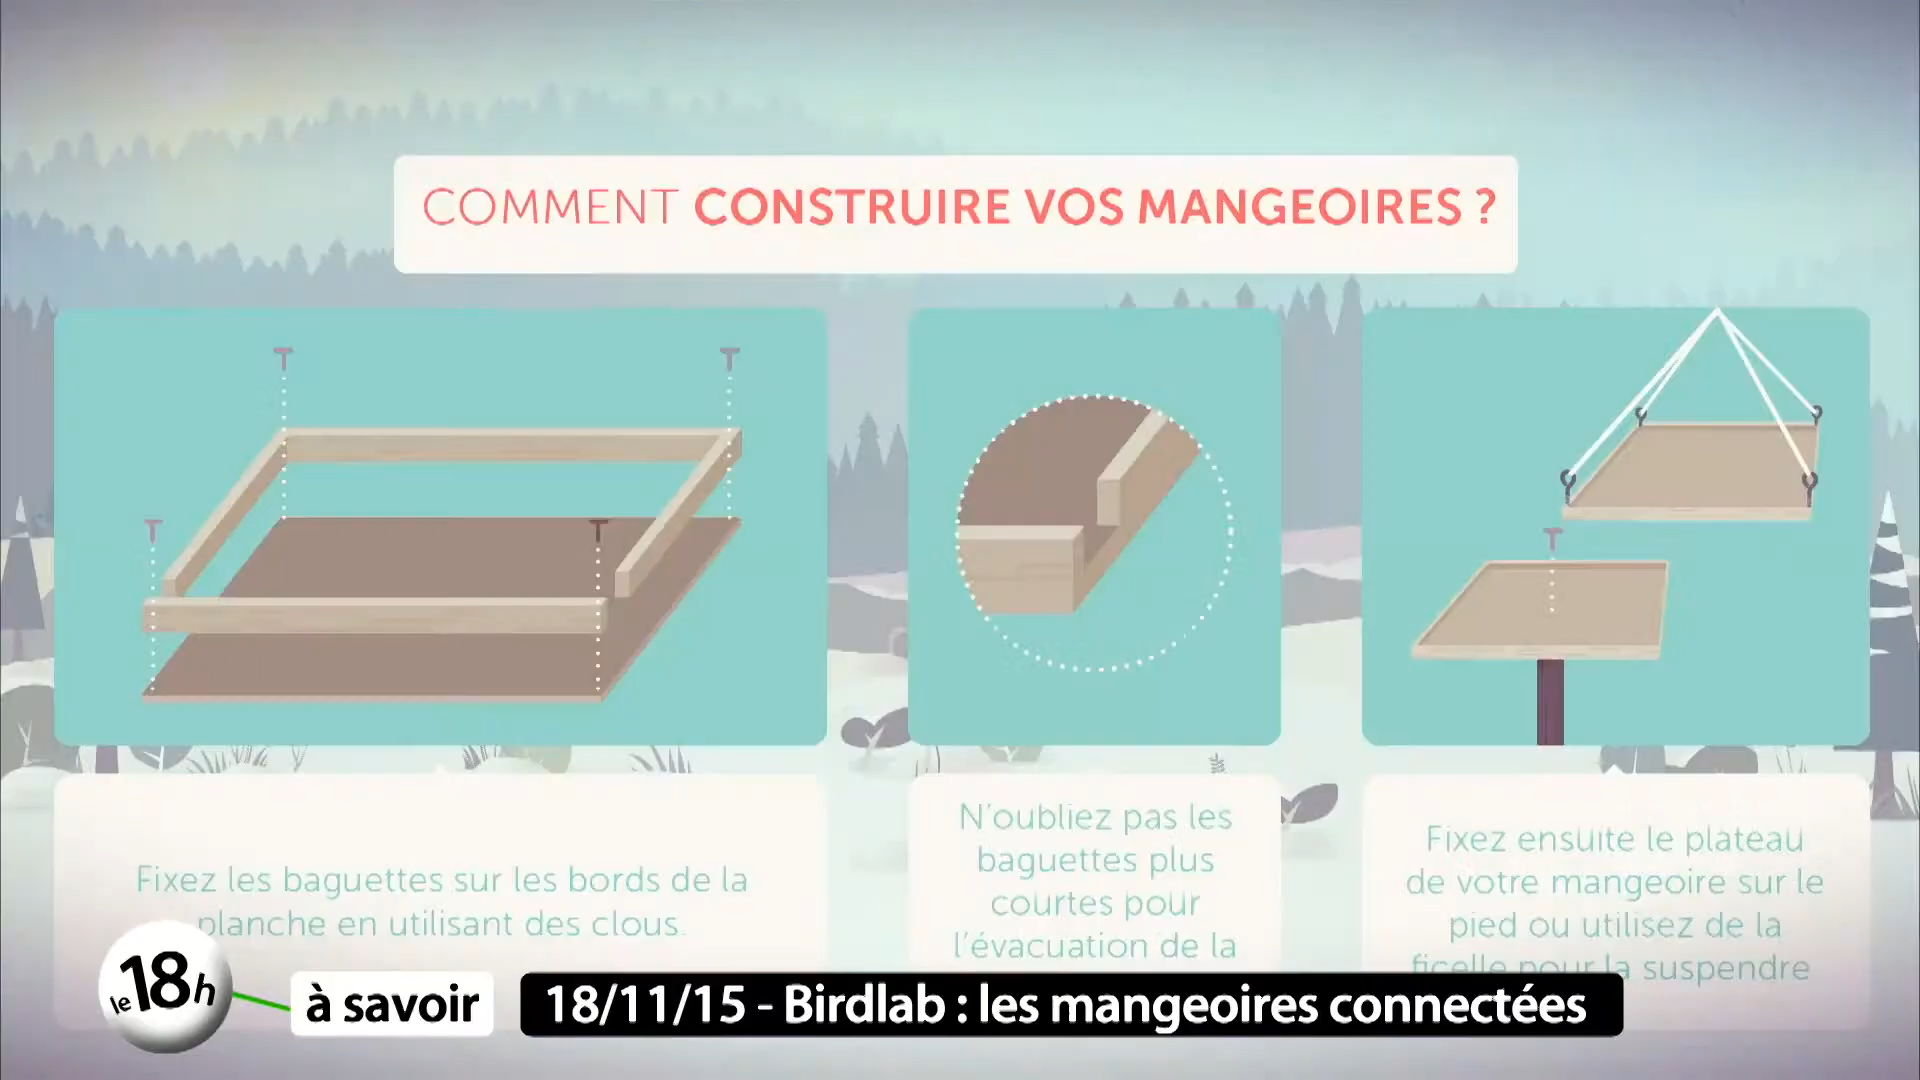 COMMENT CONSTRUIRE VOS MANGEOIRES ?
Fixez les baguettes sur les bords de la
planche en utilisant des clous.
N'oubliez pas les
baguettes plus
courtes pour
l'évacuation de la
Fixez ensuite le plateau
de votre mangeoire sur le
pied ou utilisez de la
ficelle pour la suspendre
le 18h
à savoir
18/11/15 - Birdlab : les mangeoires connectées